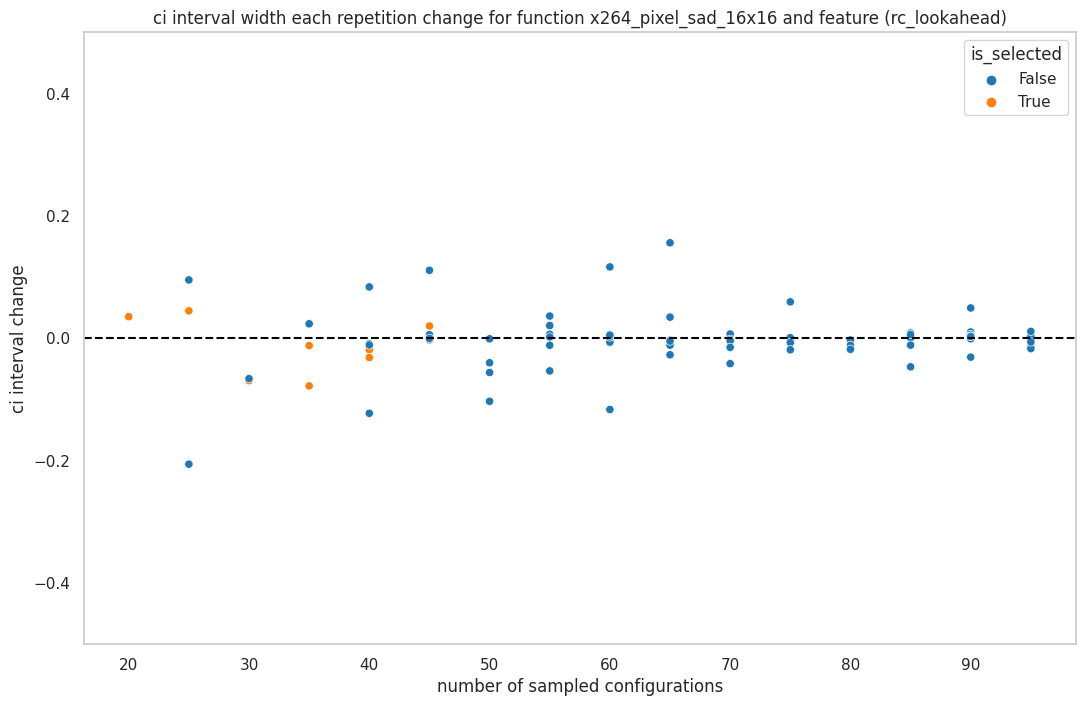 ci interval width each repetition change for function x264_pixel_sad_16x16 and feature (rc_lookahead)
is_selected
False
True
ci interval change
0.4
0.2
0.0
−0.2
−0.4
20 30 40 50 60 70 80 90
number of sampled configurations